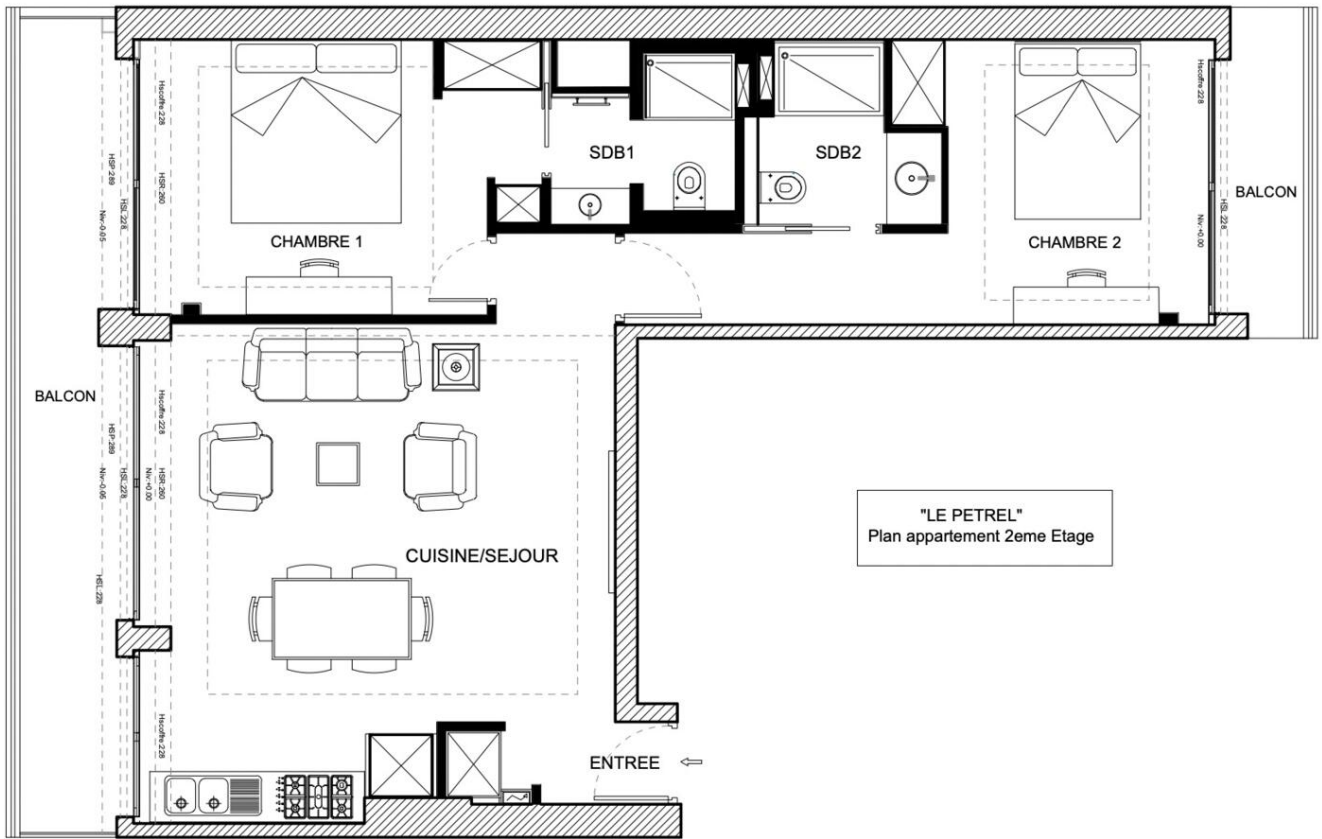 Hscoffre:228
HSP:289
HSR:260
HSL:228
Niv:-0.05
SDB1
SDB2
CHAMBRE 1
CHAMBRE 2
Hscoffre:228
HSL:228
Niv:+0.00
BALCON
BALCON
Hscoffre:228
HSP:289
HSR:260
HSL:228
Niv:+0.00
Niv:-0.05
HSL:228
CUISINE/SEJOUR
"LE PETREL"
Plan appartement 2eme Etage
Hscoffre:228
ENTREE